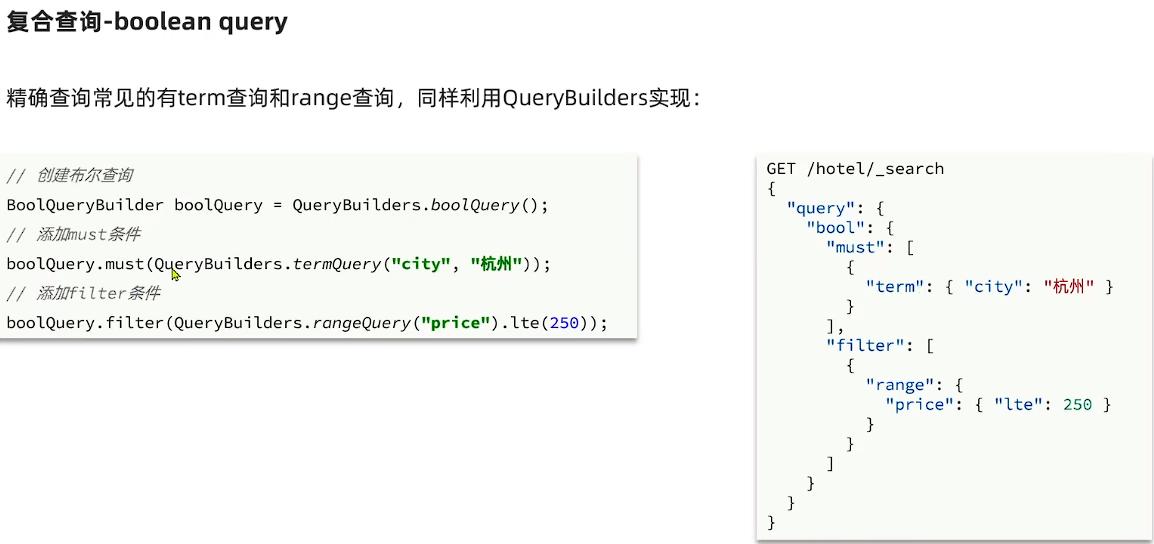 复合查询-boolean query
精确查询常见的有term查询和range查询，同样利用QueryBuilders实现：
// 创建布尔查询
BoolQueryBuilder boolQuery = QueryBuilders.boolQuery();
// 添加must条件
boolQuery.must(QueryBuilders.termQuery("city", "杭州"));
// 添加filter条件
boolQuery.filter(QueryBuilders.rangeQuery("price").lte(250));
GET /hotel/_search
{
  "query": {
    "bool": {
      "must": [
        {
          "term": { "city": "杭州" }
        }
      ],
      "filter": [
        {
          "range": {
            "price": { "lte": 250 }
          }
        }
      ]
    }
  }
}